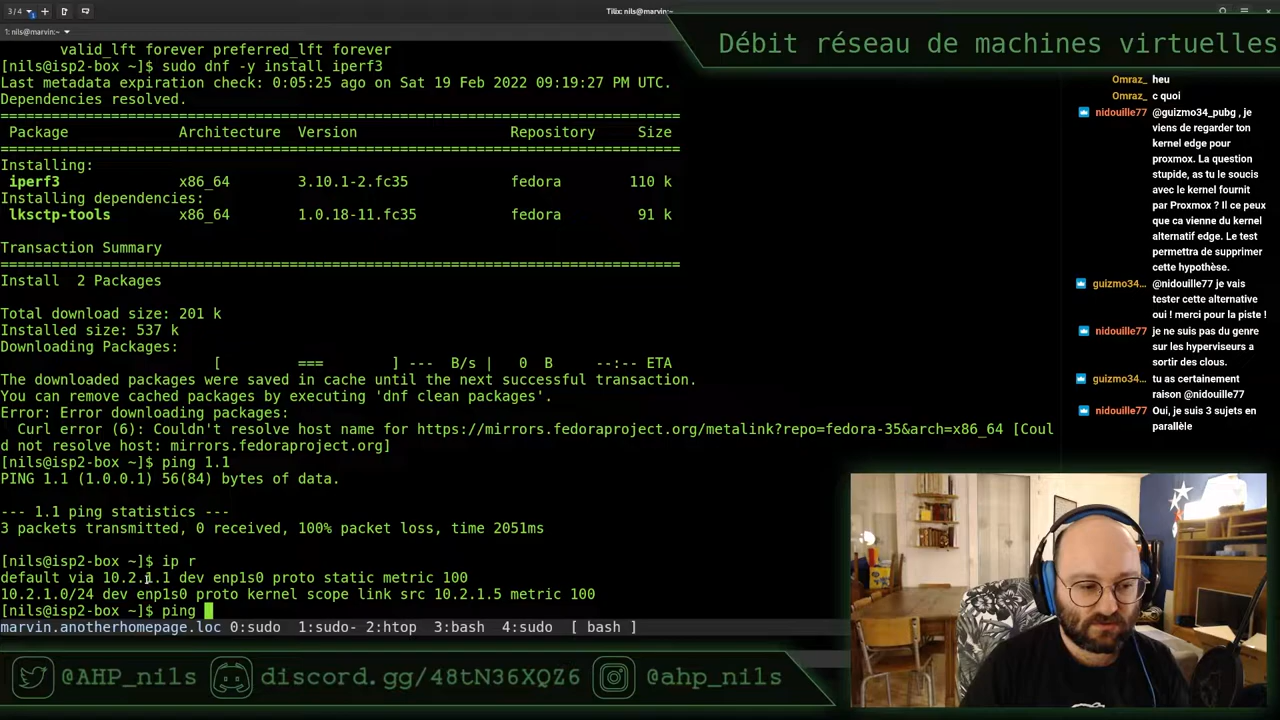 3/4
Tilix: nils@marvin:~
1: nils@marvin:~
Débit réseau de machines virtuelles
valid_lft forever preferred_lft forever
[nils@isp2-box ~]$ sudo dnf -y install iperf3
Last metadata expiration check: 0:05:25 ago on Sat 19 Feb 2022 09:19:27 PM UTC.
Dependencies resolved.
================================================================================
Package Architecture Version Repository Size
================================================================================
Installing:
iperf3 x86_64 3.10.1-2.fc35 fedora 110 k
Installing dependencies:
lksctp-tools x86_64 1.0.18-11.fc35 fedora 91 k
Transaction Summary
================================================================================
Install 2 Packages
Total download size: 201 k
Installed size: 537 k
Downloading Packages:
[ === ] --- B/s | 0 B --:-- ETA
The downloaded packages were saved in cache until the next successful transaction.
You can remove cached packages by executing 'dnf clean packages'.
Error: Error downloading packages:
Curl error (6): Couldn't resolve host name for https://mirrors.fedoraproject.org/metalink?repo=fedora-35&arch=x86_64 [Coul
d not resolve host: mirrors.fedoraproject.org]
[nils@isp2-box ~]$ ping 1.1
PING 1.1 (1.0.0.1) 56(84) bytes of data.
--- 1.1 ping statistics ---
3 packets transmitted, 0 received, 100% packet loss, time 2051ms
[nils@isp2-box ~]$ ip r
default via 10.2.1.1 dev enp1s0 proto static metric 100
10.2.1.0/24 dev enp1s0 proto kernel scope link src 10.2.1.5 metric 100
[nils@isp2-box ~]$ ping
marvin.anotherhomepage.loc 0:sudo 1:sudo- 2:htop 3:bash 4:sudo [ bash ]
Omraz_ heu
Omraz_ c quoi
nidouille77 @guizmo34_pubg , je
viens de regarder ton
kernel edge pour
proxmox. La question
stupide, as tu le soucis
avec le kernel fournit
par Proxmox ? Il ce peux
que ca vienne du kernel
alternatif edge. Le test
permettra de supprimer
cette hypothèse.
guizmo34... @nidouille77 je vais
tester cette alternative
oui ! merci pour la piste !
nidouille77 je ne suis pas du genre
sur les hyperviseurs a
sortir des clous.
guizmo34... tu as certainement
raison @nidouille77
nidouille77 Oui, je suis 3 sujets en
parallèle
@AHP_nils
discord.gg/48tN36XQZ6
@ahp_nils